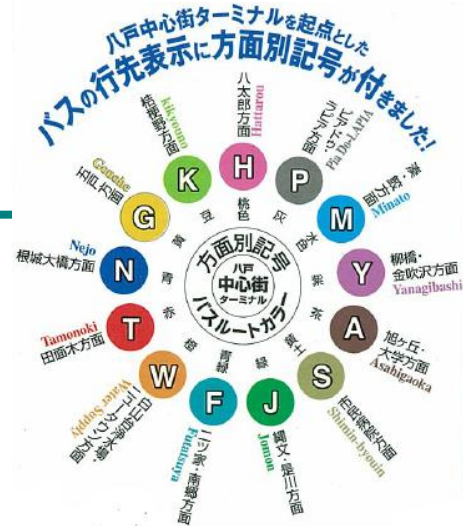 八戸中心街ターミナルを起点とした
バスの行先表示に方面別記号が付きました!
H
八太郎方面
Hattarou
桃色
P
ピアドゥ・
ラピア方面
Pia Do・LAPIA
灰
M
湊・鮫方面
Minato
水色
Y
柳橋・
金吹沢方面
Yanagibashi
紫
A
旭ヶ丘・
大学方面
Asahigaoka
茶
S
市民病院方面
Shimin-byouin
黄土
J
縄文・是川方面
Jomon
緑
F
二ツ家・南郷方面
Futatsuya
青緑
W
白山台浄水場・
ニュータウン方面
Water Supply
橙
T
Tamonoki
田面木方面
赤
N
Nejo
根城大橋方面
青
G
Gonohe
五戸方面
黄
K
桔梗野方面
kikyouno
豆
方面別記号
八戸
中心街
ターミナル
バスルートカラー